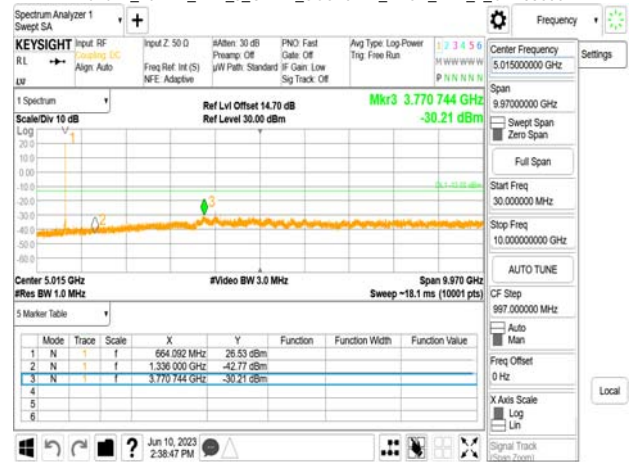 Spectrum Analyzer 1
Swept SA
+
Frequency
KEYSIGHT
Input: RF
Coupling: DC
Align: Auto
Input Z: 50 Ω
Freq Ref: Int (S)
NFE: Adaptive
#Atten: 30 dB
Preamp: Off
µW Path: Standard
PNO: Fast
Gate: Off
IF Gain: Low
Sig Track: Off
Avg Type: Log-Power
Trig: Free Run
1 2 3 4 5 6
M W W W W W
P N N N N N
RL
LVI
Center Frequency
5.015000000 GHz
Settings
Span
9.97000000 GHz
Swept Span
Zero Span
Full Span
Start Freq
30.000000 MHz
Stop Freq
10.000000000 GHz
AUTO TUNE
CF Step
997.000000 MHz
Auto
Man
Freq Offset
0 Hz
X Axis Scale
Log
Lin
Signal Track
(Span Zoom)
Local
1 Spectrum
Scale/Div 10 dB
Log
Ref Lvl Offset 14.70 dB
Ref Level 30.00 dBm
Mkr3 3.770 744 GHz
-30.21 dBm
20.0
10.0
0.00
-10.0
-20.0
-30.0
-40.0
-50.0
-60.0
1
2
3
Center 5.015 GHz
#Res BW 1.0 MHz
#Video BW 3.0 MHz
Span 9.970 GHz
Sweep ~18.1 ms (10001 pts)
5 Marker Table
Mode Trace Scale X Y Function Function Width Function Value
1 N 1 f 664.092 MHz 26.53 dBm
2 N 1 f 1.336 000 GHz -42.77 dBm
3 N 1 f 3.770 744 GHz -30.21 dBm
4
5
6
?
Jun 10, 2023
2:38:47 PM